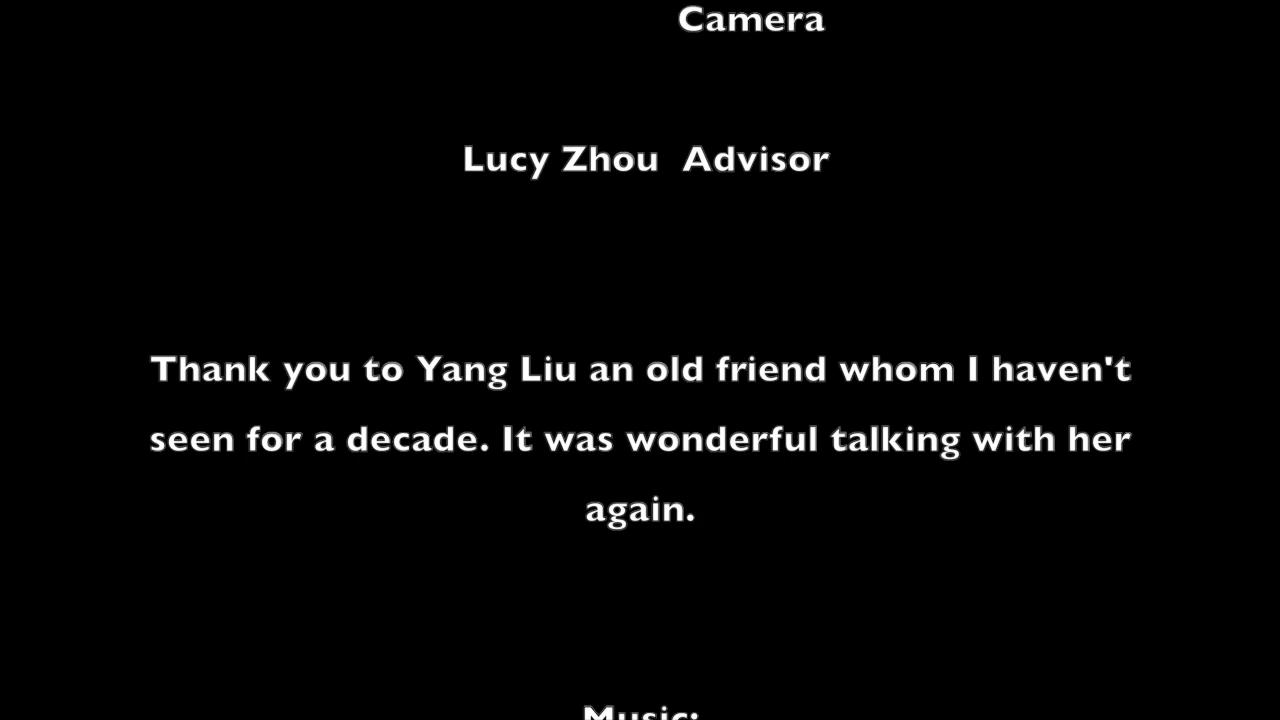 Camera
Lucy Zhou  Advisor
Thank you to Yang Liu an old friend whom I haven't
seen for a decade. It was wonderful talking with her
again.
Music: